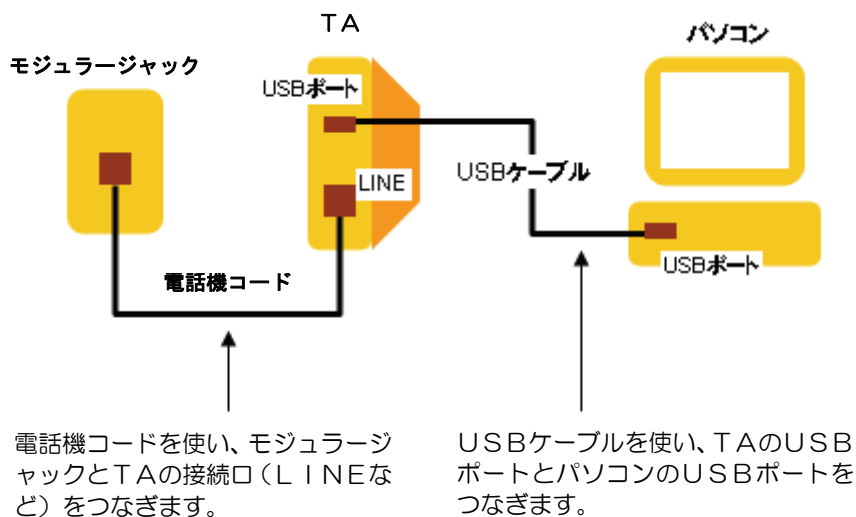 TA
パソコン
モジュラージャック
USBポート
LINE
USBケーブル
USBポート
電話機コード
電話機コードを使い、モジュラージ
ャックとTAの接続口（LINEな
ど）をつなぎます。
USBケーブルを使い、TAのUSB
ポートとパソコンのUSBポートを
つなぎます。